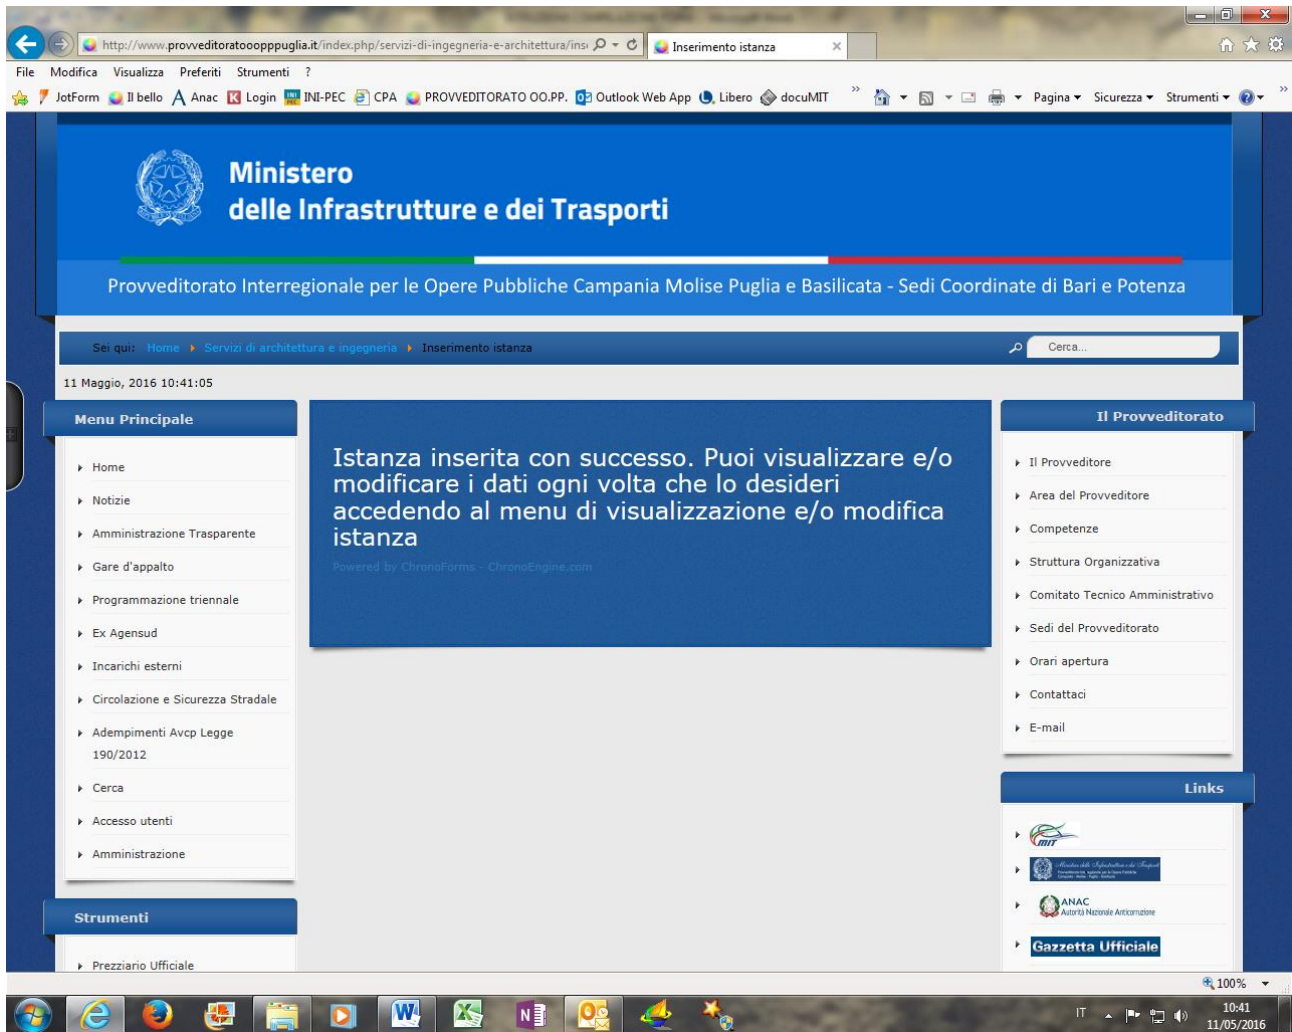 http://www.provveditoratooopppuglia.it/index.php/servizi-di-ingegneria-e-architettura/ins
Inserimento istanza
File Modifica Visualizza Preferiti Strumenti ?
JotForm Il bello Anac Login INI-PEC CPA PROVVEDITORATO OO.PP. Outlook Web App Libero docuMIT » Pagina Sicurezza Strumenti »
Ministero
delle Infrastrutture e dei Trasporti
Provveditorato Interregionale per le Opere Pubbliche Campania Molise Puglia e Basilicata - Sedi Coordinate di Bari e Potenza
Sei qui: Home Servizi di architettura e ingegneria Inserimento istanza
Cerca...
11 Maggio, 2016 10:41:05
Menu Principale
Home
Notizie
Amministrazione Trasparente
Gare d'appalto
Programmazione triennale
Ex Agensud
Incarichi esterni
Circolazione e Sicurezza Stradale
Adempimenti Avcp Legge
190/2012
Cerca
Accesso utenti
Amministrazione
Strumenti
Prezziario Ufficiale
Istanza inserita con successo. Puoi visualizzare e/o
modificare i dati ogni volta che lo desideri
accedendo al menu di visualizzazione e/o modifica
istanza
Powered by ChronoForms - ChronoEngine.com
Il Provveditorato
Il Provveditore
Area del Provveditore
Competenze
Struttura Organizzativa
Comitato Tecnico Amministrativo
Sedi del Provveditorato
Orari apertura
Contattaci
E-mail
Links
MIT
ANAC
Autorità Nazionale Anticorruzione
Gazzetta Ufficiale
100%
IT
10:41
11/05/2016